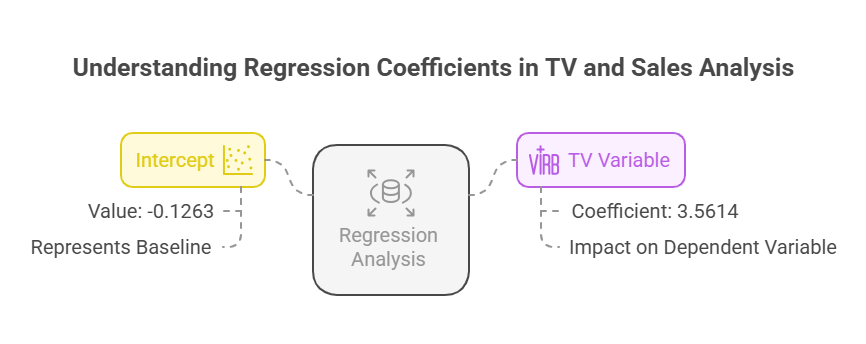 Understanding Regression Coefficients in TV and Sales Analysis
Intercept
Value: -0.1263
Represents Baseline
Regression
Analysis
VIRB
TV Variable
Coefficient: 3.5614
Impact on Dependent Variable